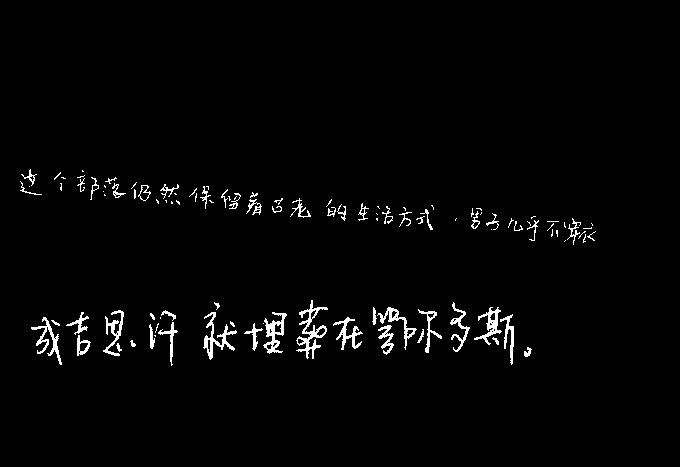 这个部落仍然保留着古老的生活方式，男子几乎不穿衣
成吉思汗就埋葬在鄂尔多斯。